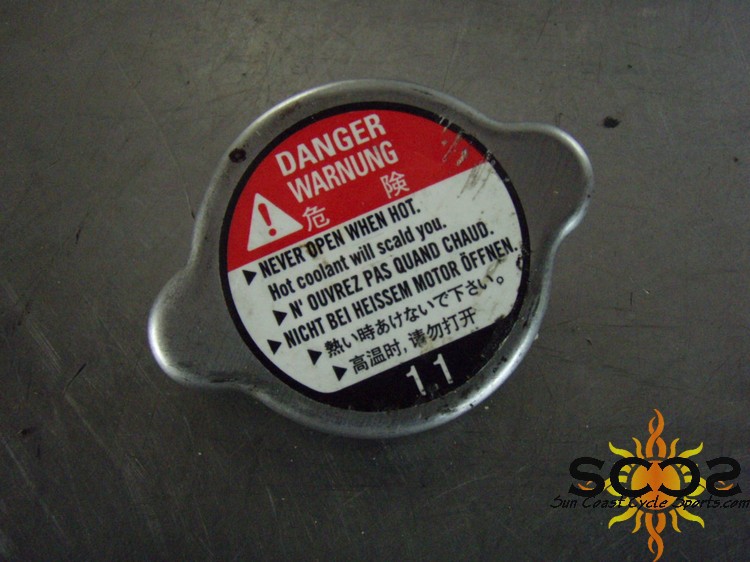 DANGER
WARNUNG
危 険
▶NEVER OPEN WHEN HOT.
Hot coolant will scald you.
▶N' OUVREZ PAS QUAND CHAUD.
▶NICHT BEI HEISSEM MOTOR ÖFFNEN.
▶熱い時あけないで下さい。
▶高温时,请勿打开
1.1
SCCS
Sun Coast Cycle Sports.com